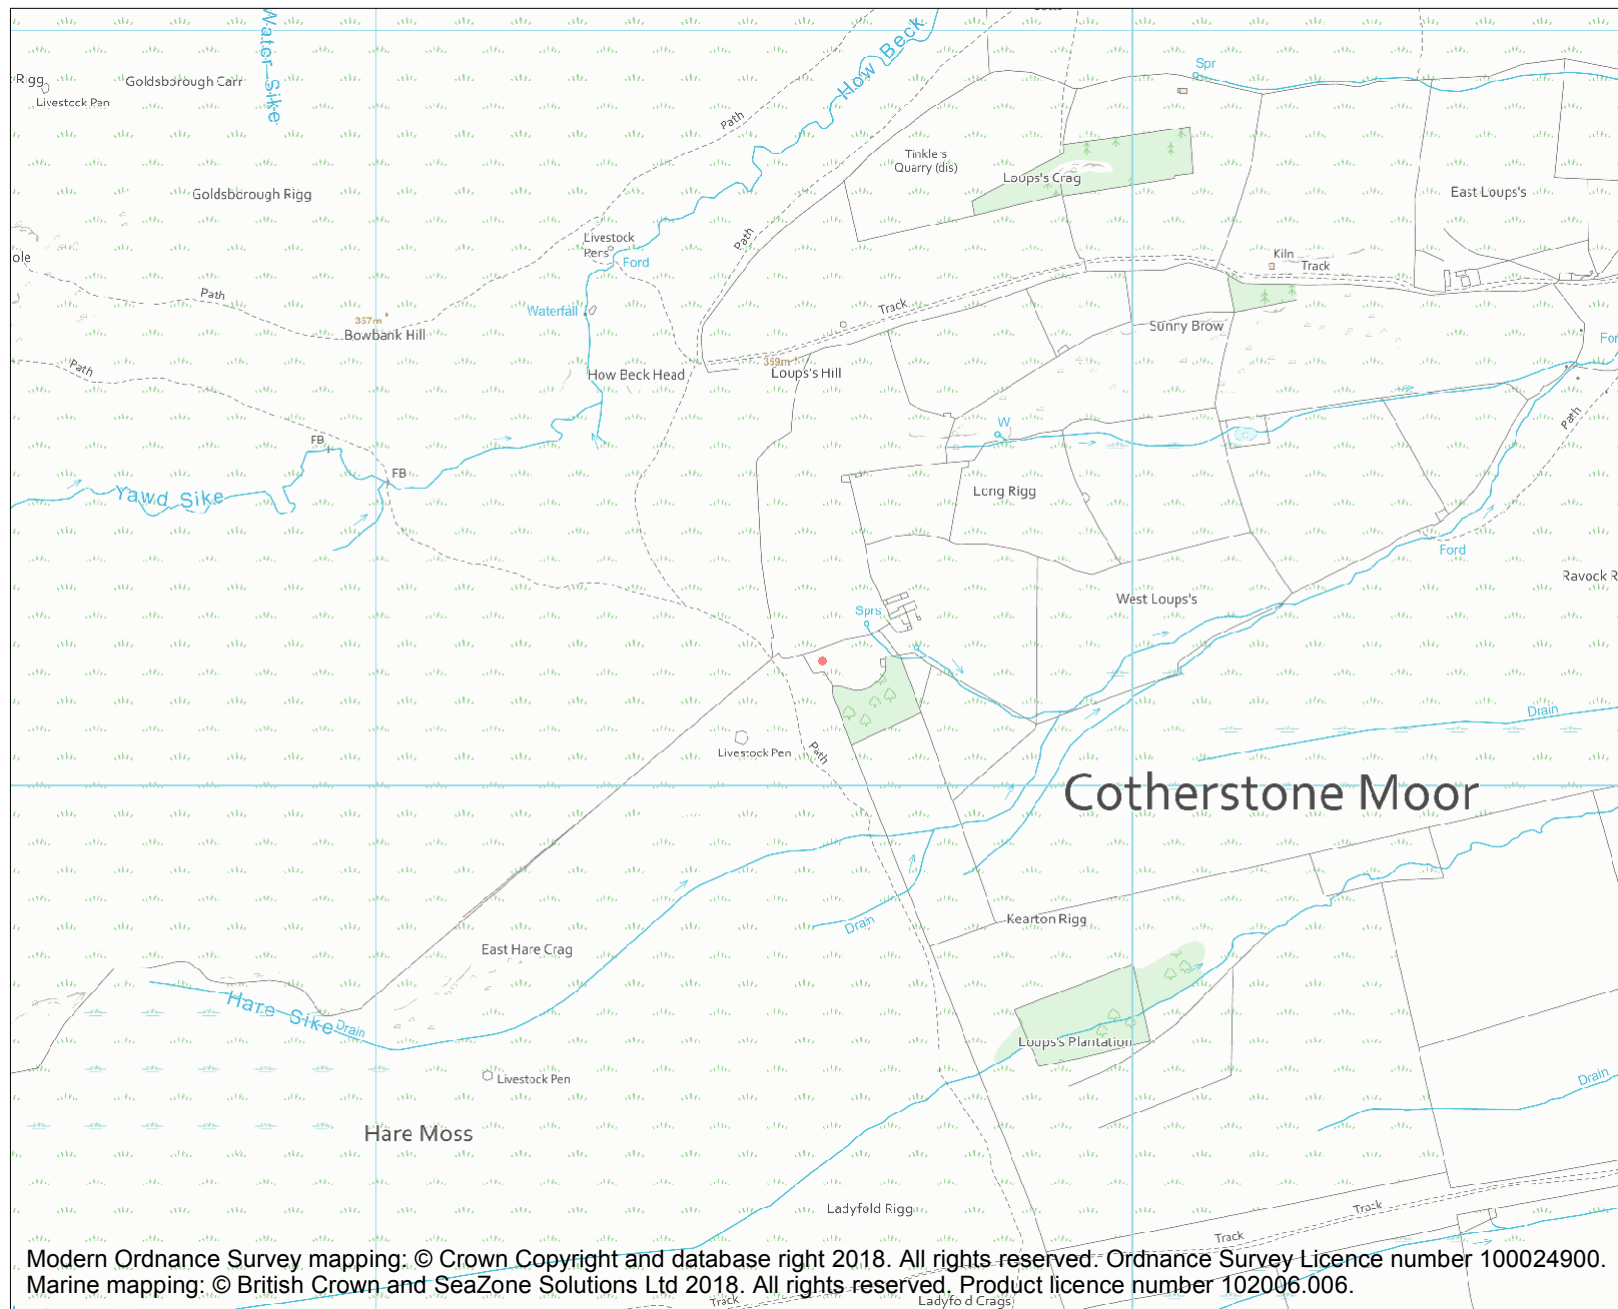 Water Sike
How Beck
Rigg
Livestock Pen
Goldsborough Carr
Spr
Path
Tinklers
Quarry (dis)
Loups's Crag
East Loups's
Goldsborough Rigg
Livestock
Pens
Path
Ford
ole
Kiln
Track
Path
Waterfall
Track
367m
Bowbank Hill
Sunny Brow
For
359m
Loups's Hill
Path
How Beck Head
Path
FB
W
FB
Yawd Sike
Long Rigg
Ford
Ravock R
West Loups's
Sprs
Drain
Livestock Pen
Path
Cotherstone Moor
Drain
Kearton Rigg
East Hare Crag
Hare Sike
Drain
Loups's Plantation
Livestock Pen
Drain
Hare Moss
Ladyfold Rigg
Track
Track
Modern Ordnance Survey mapping: © Crown Copyright and database right 2018. All rights reserved. Ordnance Survey Licence number 100024900.
Marine mapping: © British Crown and SeaZone Solutions Ltd 2018. All rights reserved. Product licence number 102006.006.
Track
Ladyfold Crags